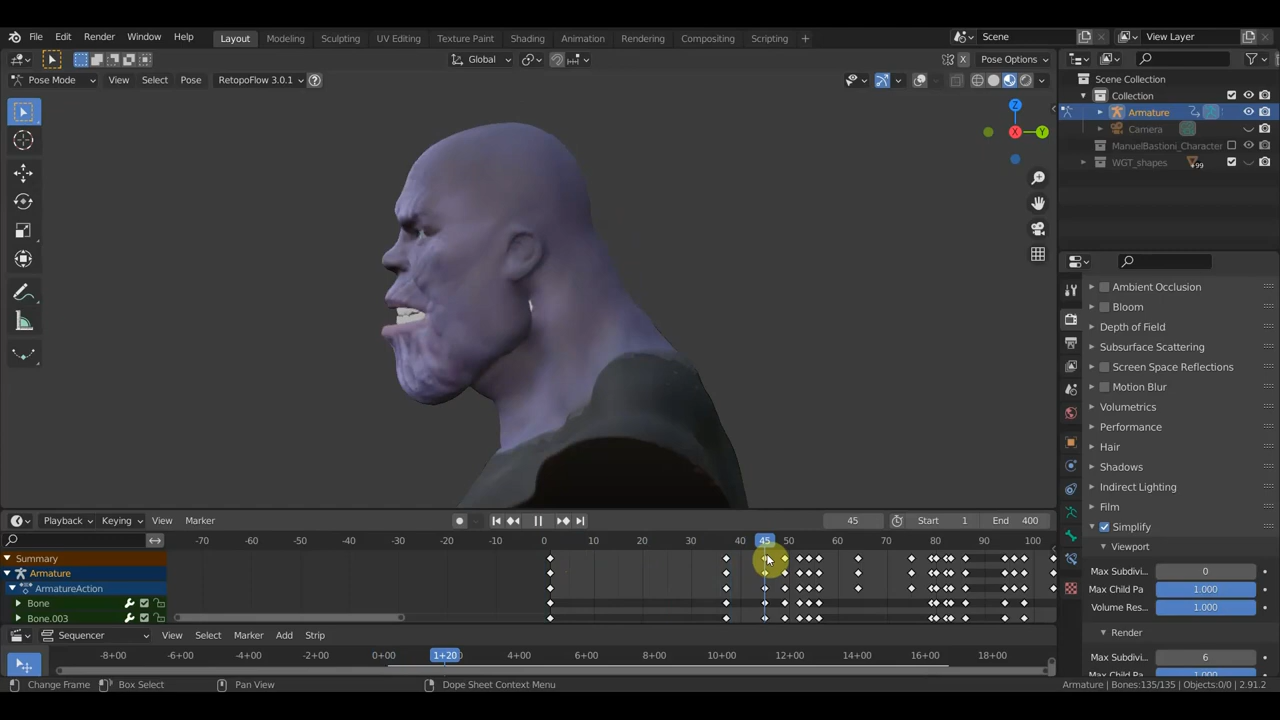 File Edit Render Window Help Layout Modeling Sculpting UV Editing Texture Paint Shading Animation Rendering Compositing Scripting + Scene View Layer
Global Pose Options
X
Pose Mode View Select Pose RetopoFlow 3.0.1
Scene Collection
Collection
Armature
Camera
ManuelBastioni_Character
WGT_shapes +99
Z
X Y
Ambient Occlusion
Bloom
Depth of Field
Subsurface Scattering
Screen Space Reflections
Motion Blur
Volumetrics
Performance
Hair
Shadows
Indirect Lighting
Film
Simplify
Viewport
Max Subdivi.. 0
Max Child Pa 1.000
Volume Res... 1.000
Render
Max Subdivi... 6
Max Child Pa 1.000
Playback Keying View Marker 45 Start 1 End 400
-70 -60 -50 -40 -30 -20 -10 0 10 20 30 40 45 50 60 70 80 90 100
Summary
Armature
ArmatureAction
Bone
Bone.003
Sequencer View Select Marker Add Strip
-8+00 -6+00 -4+00 -2+00 0+00 1+20 4+00 6+00 8+00 10+00 12+00 14+00 16+00 18+00
Change Frame Box Select Pan View Dope Sheet Context Menu Armature | Bones:135/135 | Objects:0/0 | 2.91.2